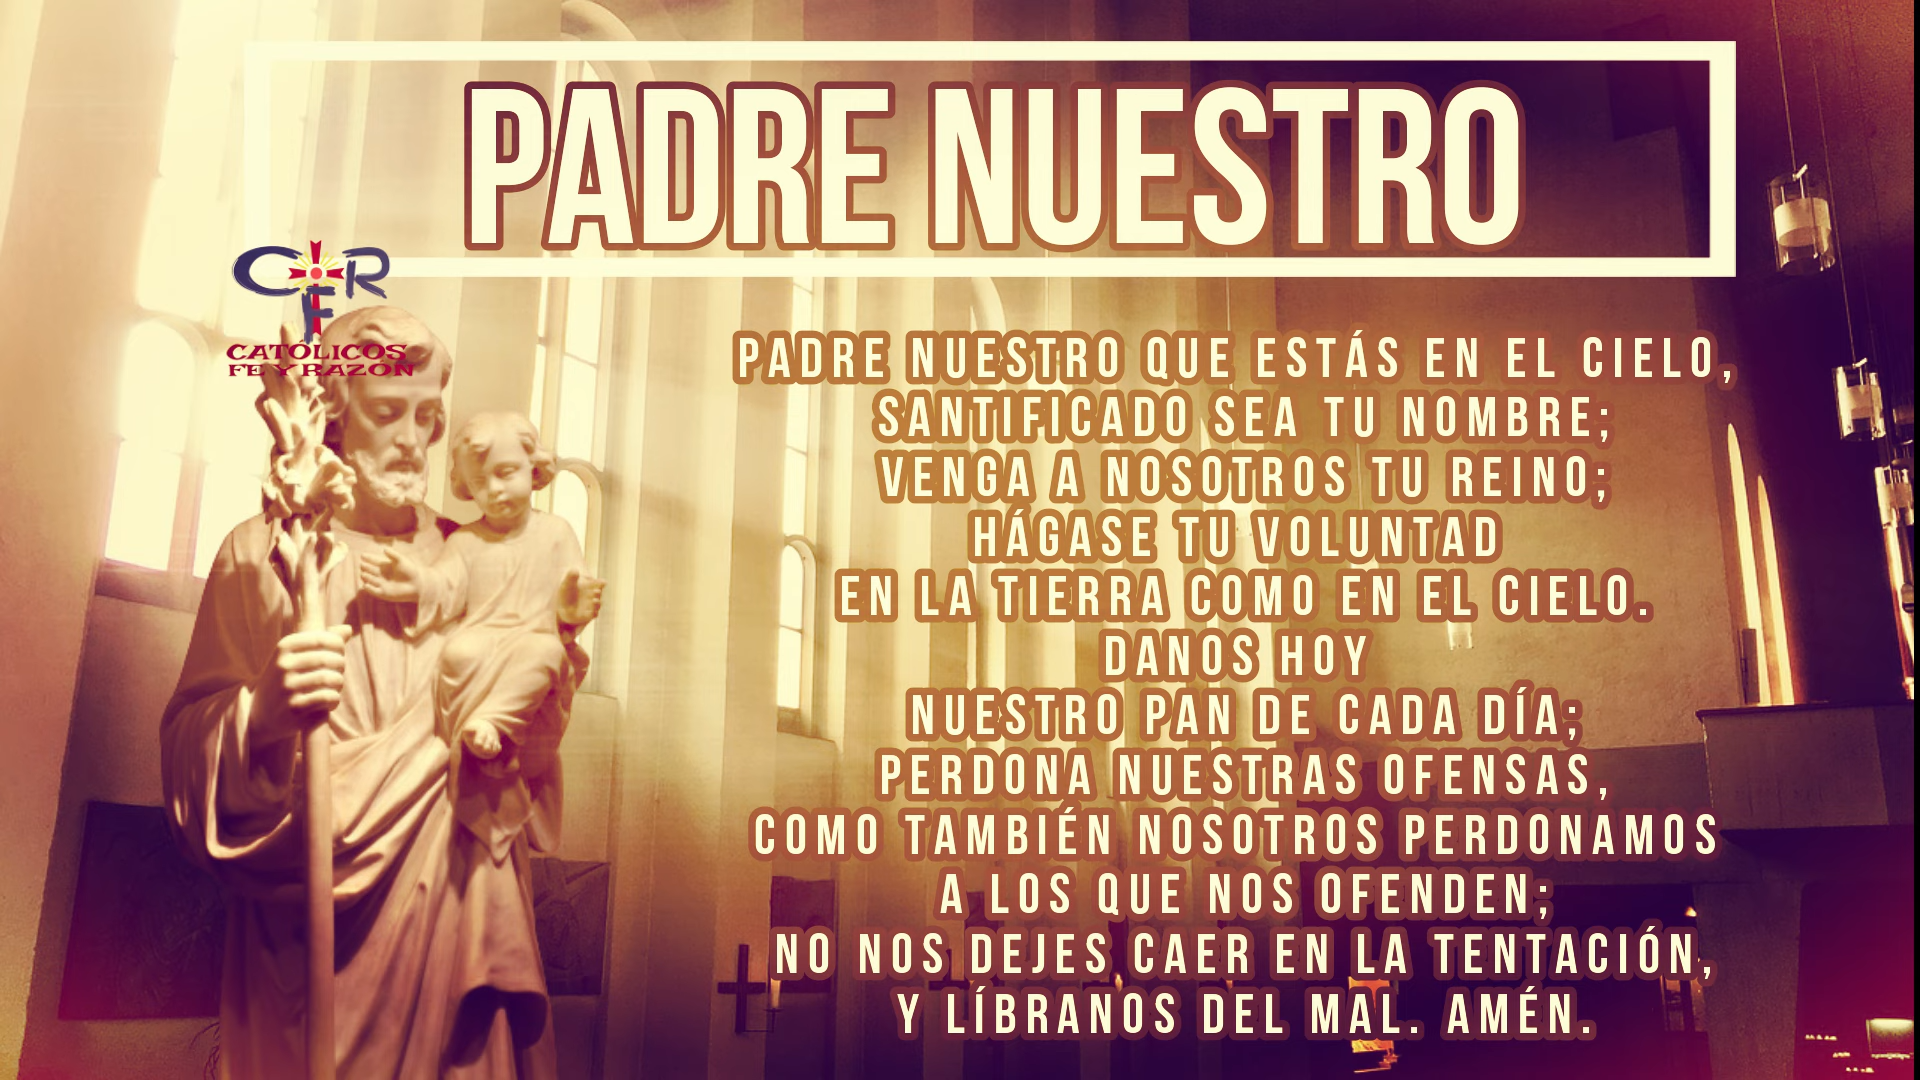 PADRE NUESTRO
CFR
CATÓLICOS
FE Y RAZÓN
PADRE NUESTRO QUE ESTÁS EN EL CIELO,
SANTIFICADO SEA TU NOMBRE;
VENGA A NOSOTROS TU REINO;
HÁGASE TU VOLUNTAD
EN LA TIERRA COMO EN EL CIELO.
DANOS HOY
NUESTRO PAN DE CADA DÍA;
PERDONA NUESTRAS OFENSAS,
COMO TAMBIÉN NOSOTROS PERDONAMOS
A LOS QUE NOS OFENDEN;
NO NOS DEJES CAER EN LA TENTACIÓN,
Y LÍBRANOS DEL MAL. AMÉN.